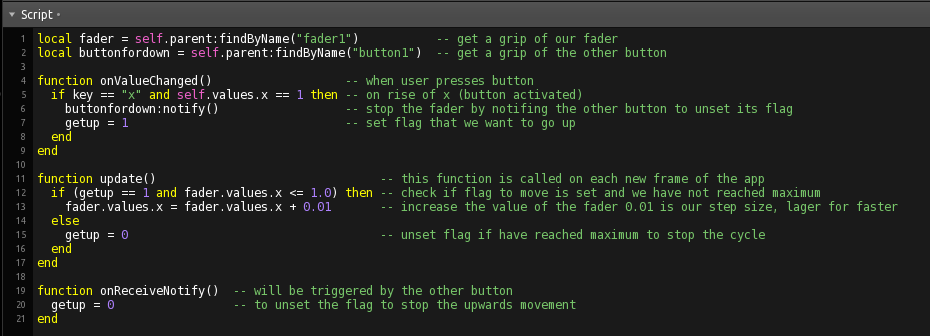 Script
1 local fader = self.parent:findByName("fader1")           -- get a grip of our fader
2 local buttonfordown = self.parent:findByName("button1")  -- get a grip of the other button
3
4 function onValueChanged()                   -- when user presses button
5   if key == "x" and self.values.x == 1 then -- on rise of x (button activated)
6     buttonfordown:notify()                  -- stop the fader by notifing the other button to unset its flag
7     getup = 1                               -- set flag that we want to go up
8   end
9 end
10
11 function update()                                -- this function is called on each new frame of the app
12   if (getup == 1 and fader.values.x <= 1.0) then -- check if flag to move is set and we have not reached maximum
13     fader.values.x = fader.values.x + 0.01       -- increase the value of the fader 0.01 is our step size, lager for faster
14   else
15     getup = 0                                    -- unset flag if have reached maximum to stop the cycle
16   end
17 end
18
19 function onReceiveNotify()  -- will be triggered by the other button
20   getup = 0                 -- to unset the flag to stop the upwards movement
21 end